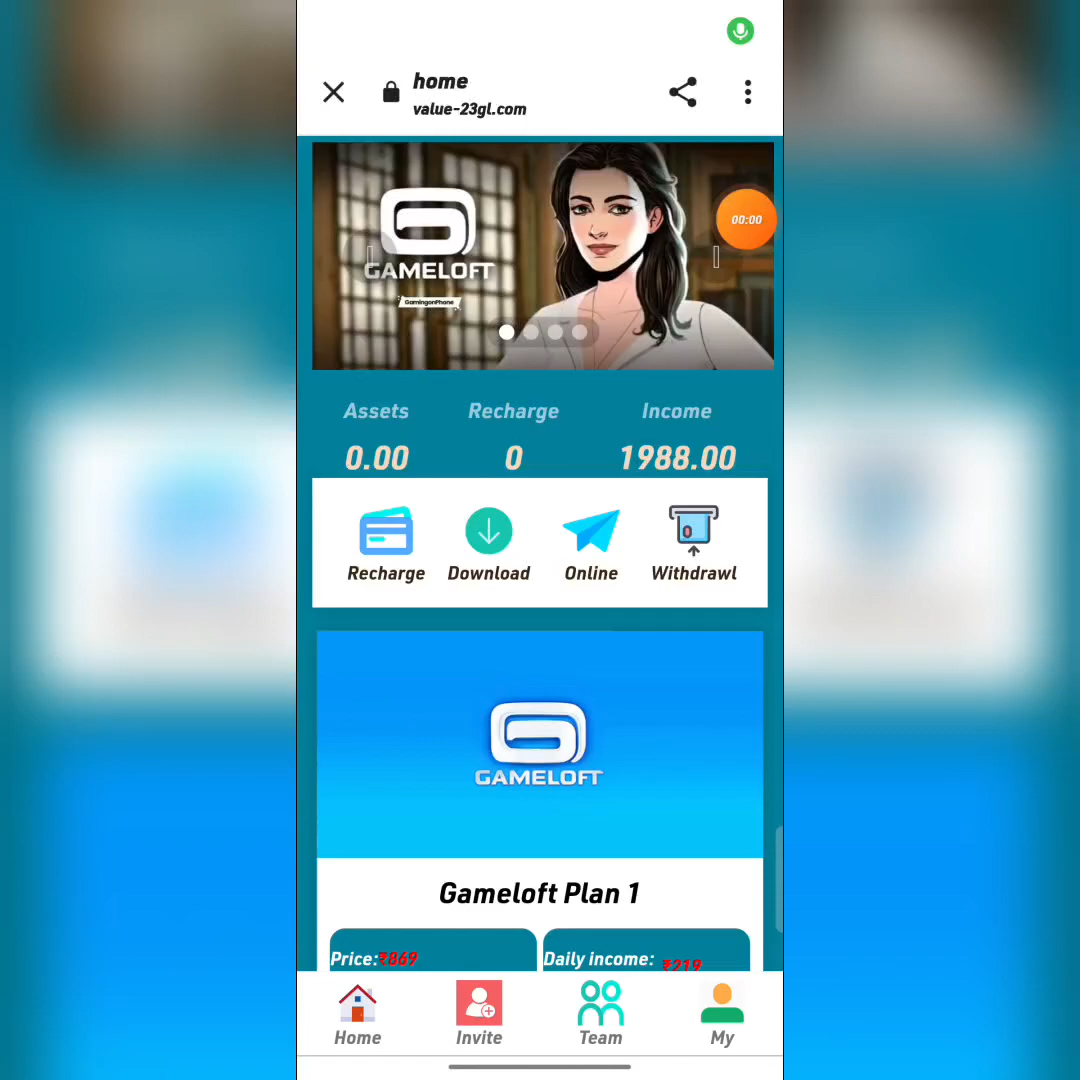 home
value-23gl.com
GAMELOFT
GamingonPhone
00:00
Assets Recharge Income
0.00 0 1988.00
Recharge Download Online Withdrawl
GAMELOFT
Gameloft Plan 1
Price:₹869 Daily income: ₹219
Home Invite Team My